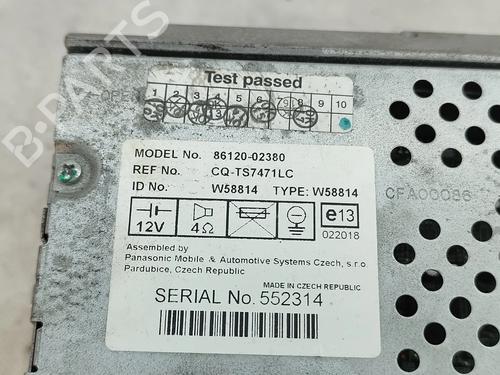 Test passed
1 2 3 4 5 6 7 8 9 10
MODEL No. 86120-02380
REF No. CQ-TS7471LC
ID No. W58814 TYPE: W58814
12V 4Ω e13
022018
Assembled by
Panasonic Mobile & Automotive Systems Czech, s.r.o.
Pardubice, Czech Republic
MADE IN CZECH REPUBLIC
SERIAL No. 552314
CFA00086
B-PARTS